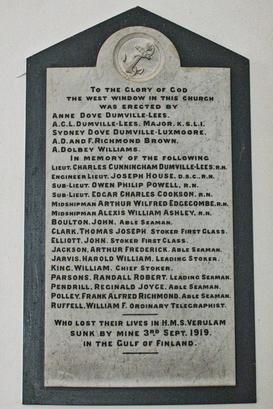 To the Glory of God
the west window in this church
was erected by
Anne Dove Dumville-Lees.
A.G.L. Dumville-Lees, Major, K.S.L.I.
Sydney Dove Dumville-Luxmoore.
A.D. and F. Richmond Brown.
A. Dolbey Williams.
In memory of the following
Lieut. Charles Cunningham Dumville-Lees, R.N.
Engineer Lieut. Joseph House, D.S.C., R.N.
Sub-Lieut. Owen Philip Powell, R.N.
Sub-Lieut. Edgar Charles Cookson, R.N.
Midshipman Arthur Wilfred Edgecombe, R.N.
Midshipman Alexis William Ashley, R.N.
Boulton, John. Able Seaman.
Clark, Thomas Joseph. Stoker First Glass.
Elliott, John. Stoker First Glass.
Jackson, Arthur Frederick. Able Seaman.
Jarvis, Harold William. Leading Stoker.
King, William. Chief Stoker.
Parsons, Randall Robert. Leading Seaman.
Pendrill, Reginald Joyce. Able Seaman.
Polley, Frank Alfred Richmond. Able Seaman.
Ruffell, William F. Ordinary Telegraphist.
Who lost their lives in H.M.S. Verulam
sunk by mine 3rd Sept. 1919.
in the Gulf of Finland.